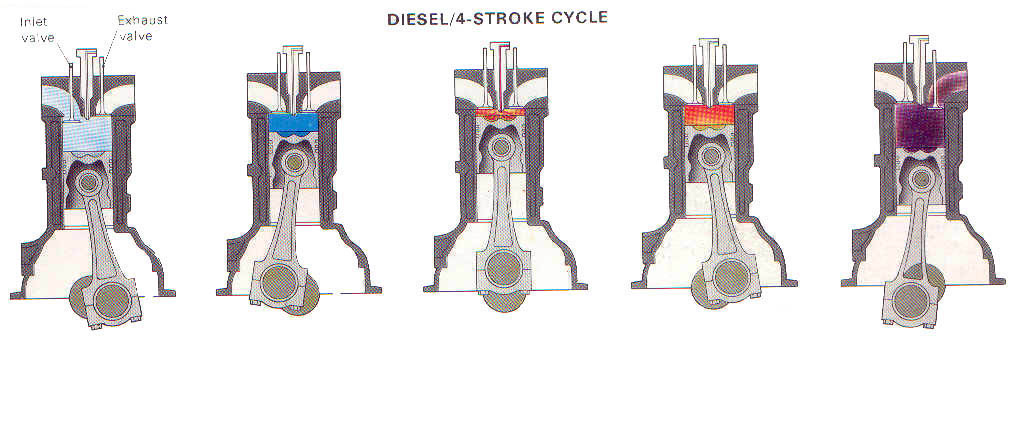 DIESEL/4-STROKE CYCLE
Inlet
valve
Exhaust
valve